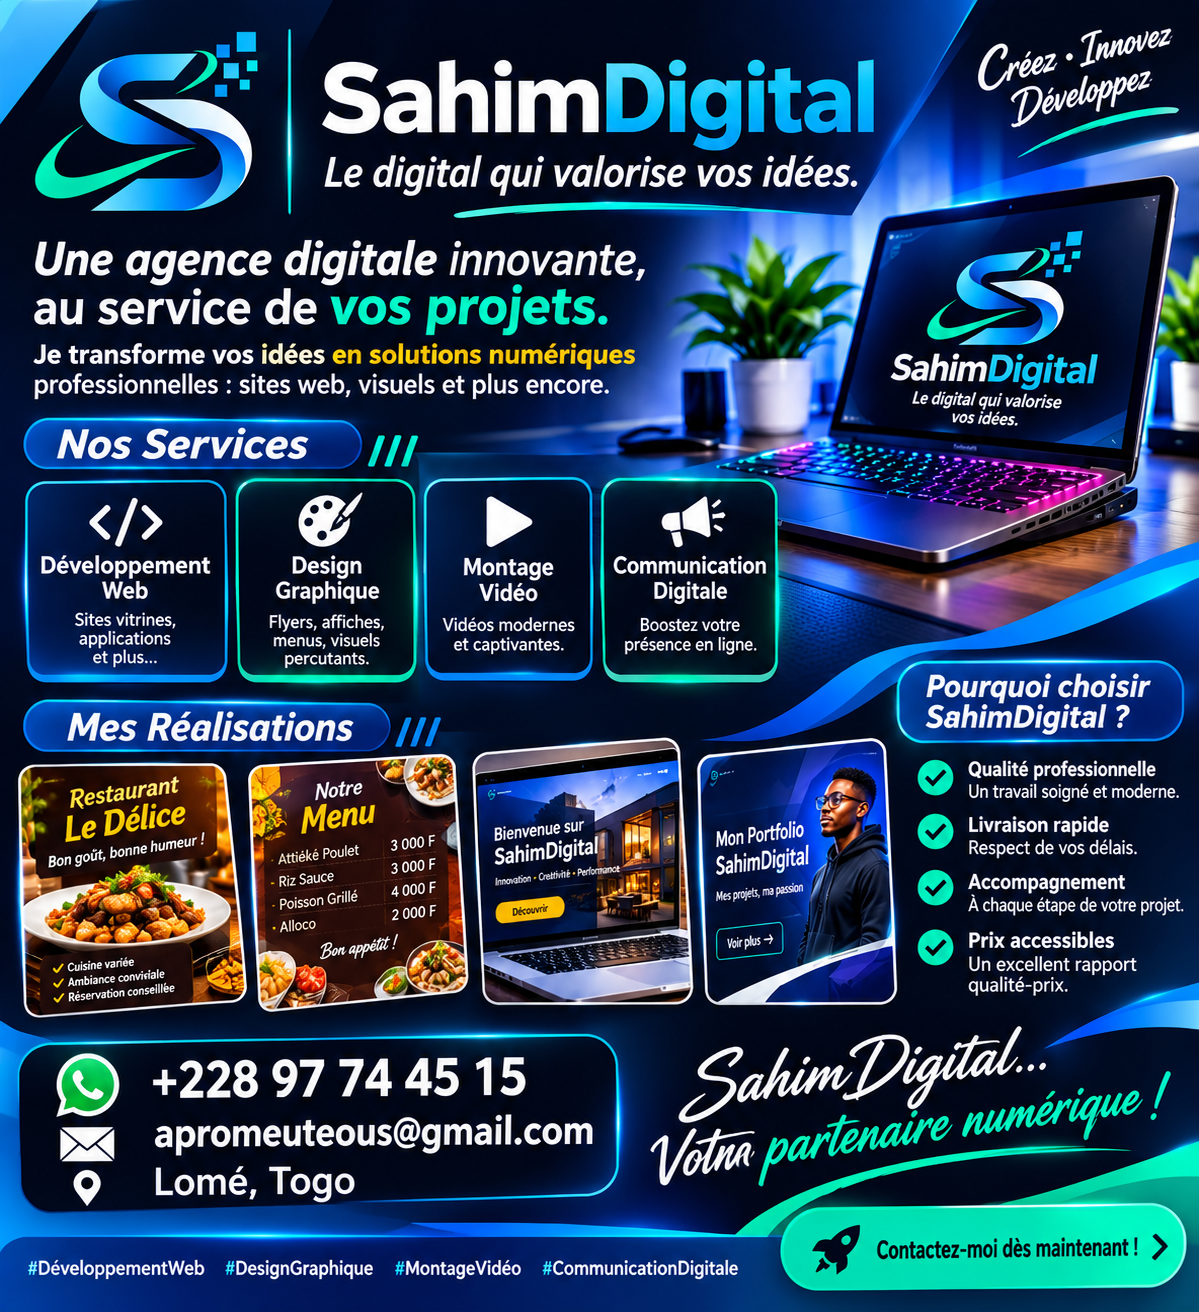 SahimDigital
Le digital qui valorise vos idées.
Créez • Innovez
Développez
Une agence digitale innovante,
au service de vos projets.
Je transforme vos idées en solutions numériques
professionnelles : sites web, visuels et plus encore.
SahimDigital
Le digital qui valorise
vos idées.
Nos Services
</>
Développement
Web
Sites vitrines,
applications
et plus...
Design
Graphique
Flyers, affiches,
menus, visuels
percutants.
Montage
Vidéo
Vidéos modernes
et captivantes.
Communication
Digitale
Boostez votre
présence en ligne.
Mes Réalisations
Restaurant
Le Délice
Bon goût, bonne humeur !
Cuisine variée
Ambiance conviviale
Réservation conseillée
Notre
Menu
Attiéké Poulet 3 000 F
Riz Sauce 3 000 F
Poisson Grillé 4 000 F
Alloco 2 000 F
Bon appétit !
Bienvenue sur
SahimDigital
Innovation • Creativité • Performance
Découvrir
Mon Portfolio
SahimDigital
Mes projets, ma passion
Voir plus →
Pourquoi choisir
SahimDigital ?
Qualité professionnelle
Un travail soigné et moderne.
Livraison rapide
Respect de vos délais.
Accompagnement
À chaque étape de votre projet.
Prix accessibles
Un excellent rapport
qualité-prix.
+228 97 74 45 15
apromeuteous@gmail.com
Lomé, Togo
SahimDigital...
partenaire numérique !
Contactez-moi dès maintenant !
#DéveloppementWeb #DesignGraphique #MontageVidéo #CommunicationDigitale